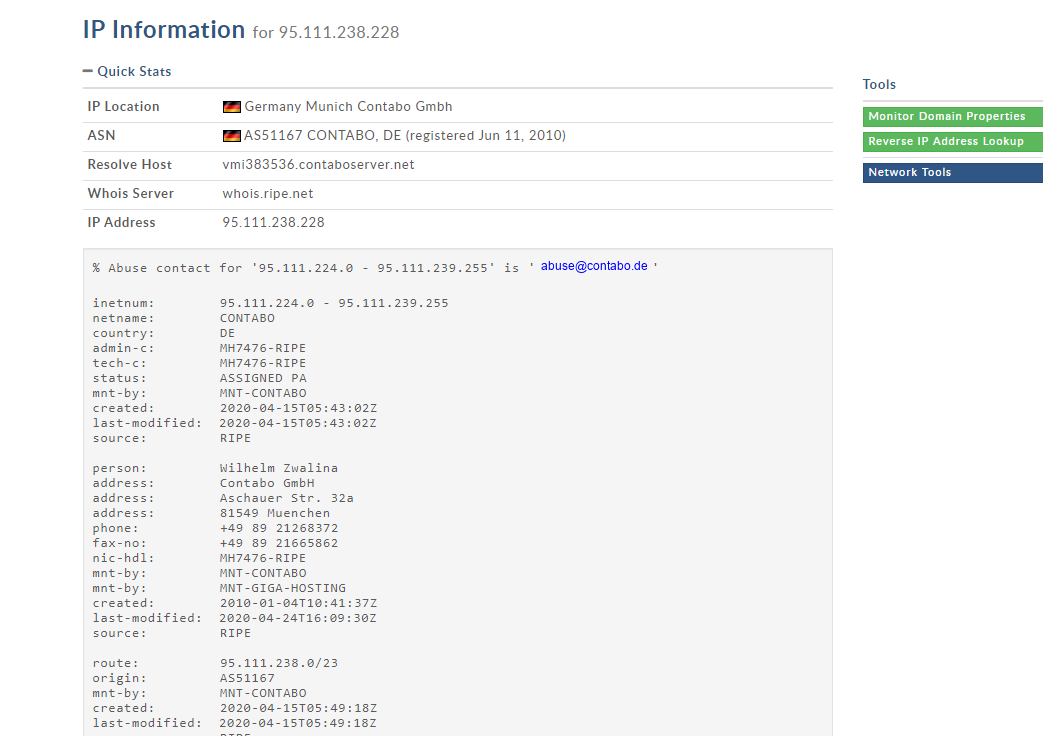 IP Information for 95.111.238.228
Quick Stats
IP Location Germany Munich Contabo Gmbh
ASN AS51167 CONTABO, DE (registered Jun 11, 2010)
Resolve Host vmi383536.contaboserver.net
Whois Server whois.ripe.net
IP Address 95.111.238.228
% Abuse contact for '95.111.224.0 - 95.111.239.255' is ' abuse@contabo.de '
inetnum: 95.111.224.0 - 95.111.239.255
netname: CONTABO
country: DE
admin-c: MH7476-RIPE
tech-c: MH7476-RIPE
status: ASSIGNED PA
mnt-by: MNT-CONTABO
created: 2020-04-15T05:43:02Z
last-modified: 2020-04-15T05:43:02Z
source: RIPE
person: Wilhelm Zwalina
address: Contabo GmbH
address: Aschauer Str. 32a
address: 81549 Muenchen
phone: +49 89 21268372
fax-no: +49 89 21665862
nic-hdl: MH7476-RIPE
mnt-by: MNT-CONTABO
mnt-by: MNT-GIGA-HOSTING
created: 2010-01-04T10:41:37Z
last-modified: 2020-04-24T16:09:30Z
source: RIPE
route: 95.111.238.0/23
origin: AS51167
mnt-by: MNT-CONTABO
created: 2020-04-15T05:49:18Z
last-modified: 2020-04-15T05:49:18Z
Tools
Monitor Domain Properties
Reverse IP Address Lookup
Network Tools